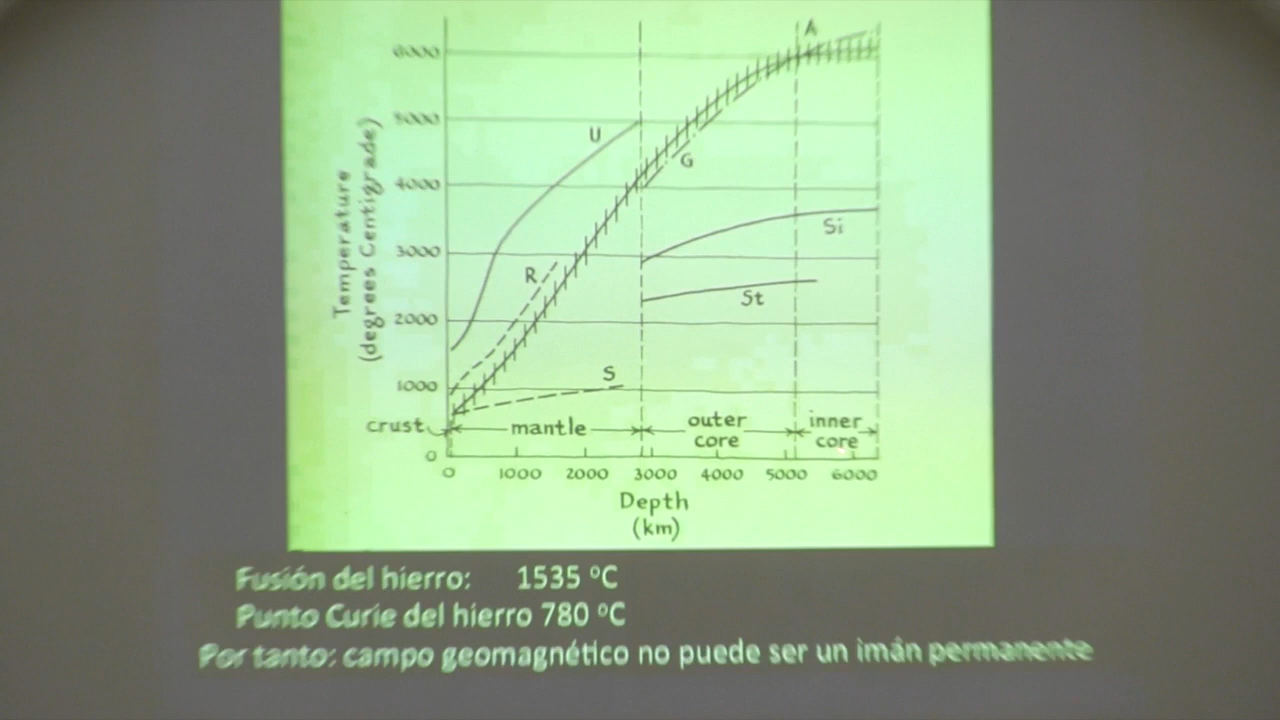 A
6000
5000
U
G
4000
Temperature
(degrees Centigrade)
3000
R
Si
St
2000
1000
S
crust
mantle
outer
core
inner
core
0
0 1000 2000 3000 4000 5000 6000
Depth
(km)
Fusión del hierro: 1535 ºC
Punto Curie del hierro 780 ºC
Por tanto: campo geomagnético no puede ser un imán permanente